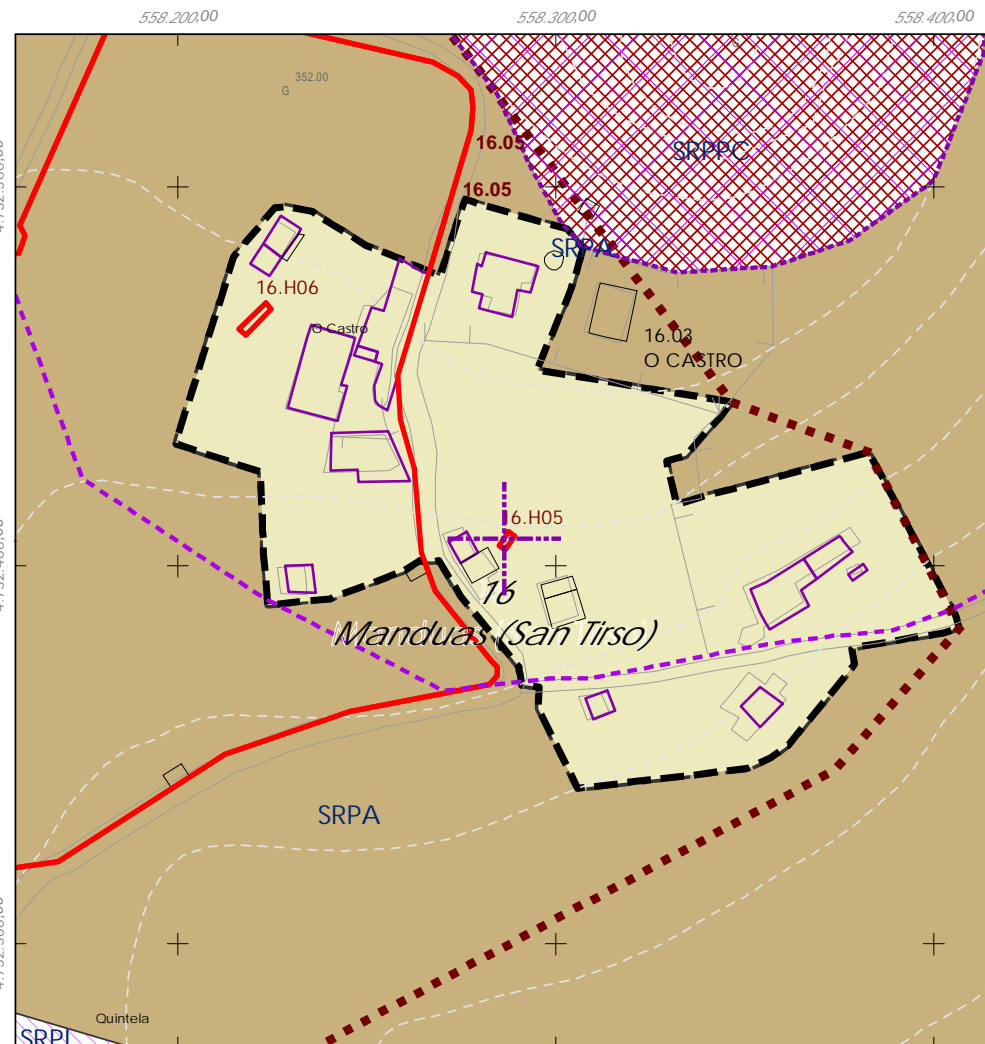 558.200,00
558.300,00
558.400,00
352.00
G
G
16.05
SRPPC
16.05
SRPA
16.H06
O Castro
16.03
O CASTRO
16.H05
16
Manduas (San Tirso)
SRPA
Quintela
SRPI